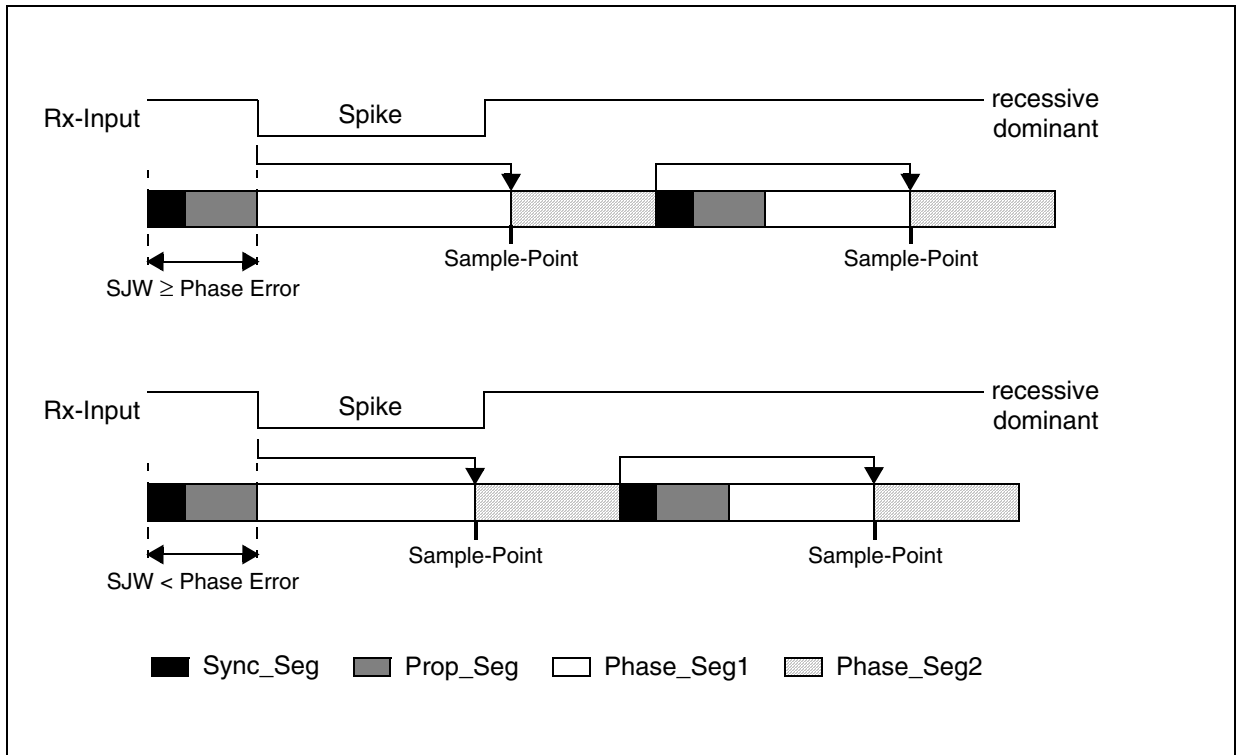 Rx-Input
Spike
recessive
dominant
Sample-Point
Sample-Point
SJW ≥ Phase Error
Rx-Input
Spike
recessive
dominant
Sample-Point
Sample-Point
SJW < Phase Error
Sync_Seg
Prop_Seg
Phase_Seg1
Phase_Seg2